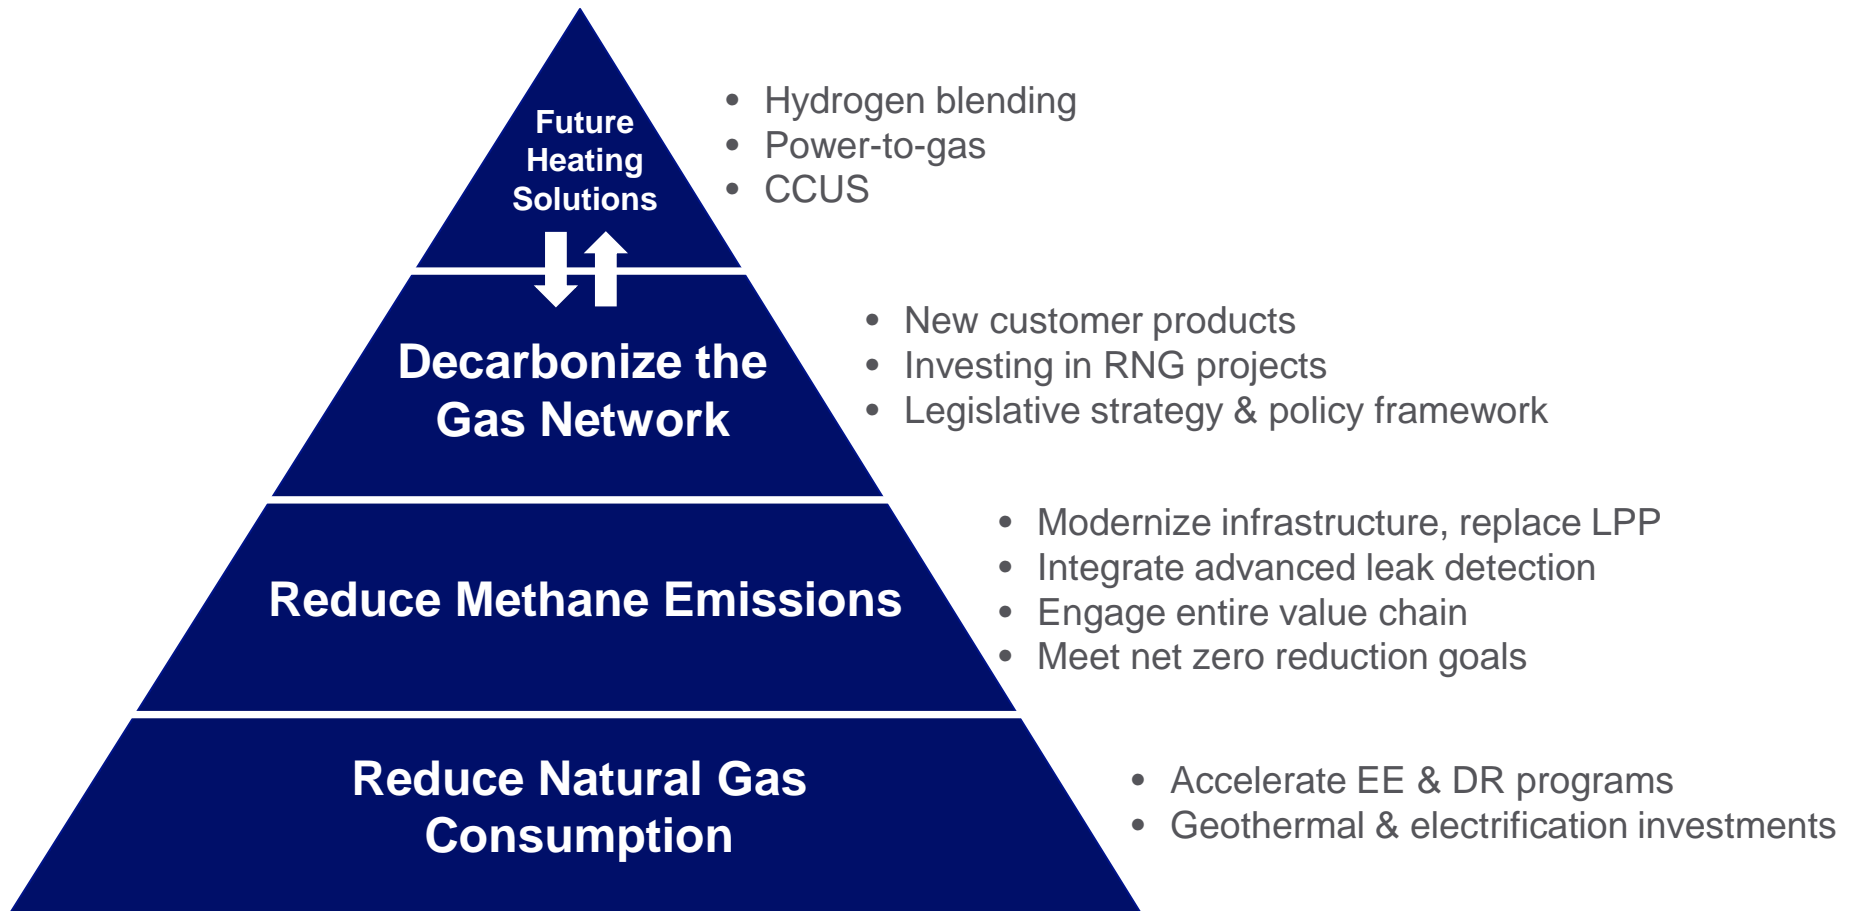 Future
Heating
Solutions
• Hydrogen blending
• Power-to-gas
• CCUS
Decarbonize the
Gas Network
• New customer products
• Investing in RNG projects
• Legislative strategy & policy framework
Reduce Methane Emissions
• Modernize infrastructure, replace LPP
• Integrate advanced leak detection
• Engage entire value chain
• Meet net zero reduction goals
Reduce Natural Gas
Consumption
• Accelerate EE & DR programs
• Geothermal & electrification investments